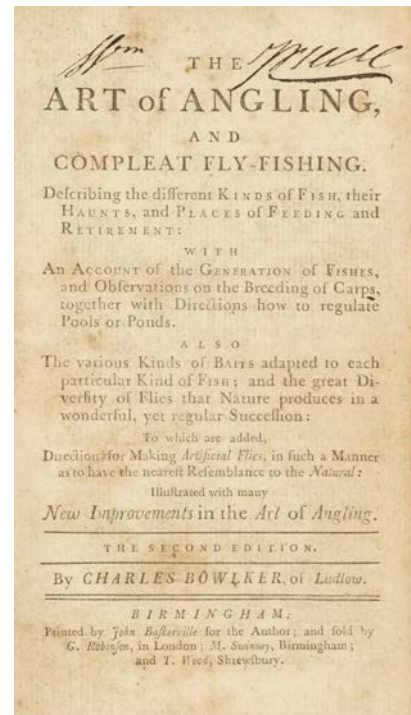 THE
ART of ANGLING,
AND
COMPLEAT FLY-FISHING.
Deſcribing the different KINDS of FISH, their
HAUNTS, and PLACES of FEEDING and
RETIREMENT:
WITH
An ACCOUNT of the GENERATION of FISHES,
and Obſervations on the Breeding of Carps,
together with Directions how to regulate
Pools or Ponds.
ALSO
The various Kinds of BAITS adapted to each
particular Kind of FISH; and the great Di-
verſity of Flies that Nature produces in a
wonderful, yet regular Succeſſion:
To which are added,
Directions for Making Artificial Flies, in ſuch a Manner
as to have the neareſt Reſemblance to the Natural:
Illuſtrated with many
New Improvements in the Art of Angling.
THE SECOND EDITION.
By CHARLES BOWLKER, of Ludlow.
BIRMINGHAM:
Printed by John Baſkerville for the Author; and ſold by
G. Robinſon, in London; M. Swinney, Birmingham;
and T. Wood, Shrewſbury.